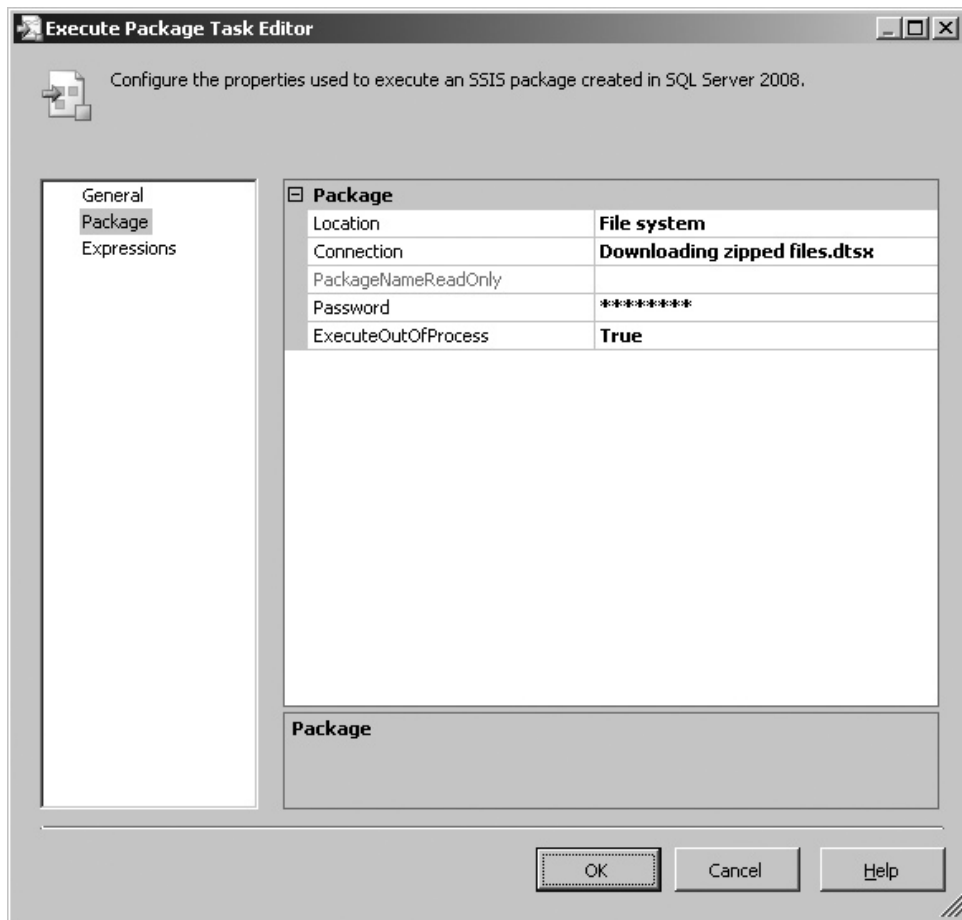 Execute Package Task Editor
Configure the properties used to execute an SSIS package created in SQL Server 2008.
General
Package
Expressions
Package
Location File system
Connection Downloading zipped files.dtsx
PackageNameReadOnly
Password ********
ExecuteOutOfProcess True
Package
OK Cancel Help